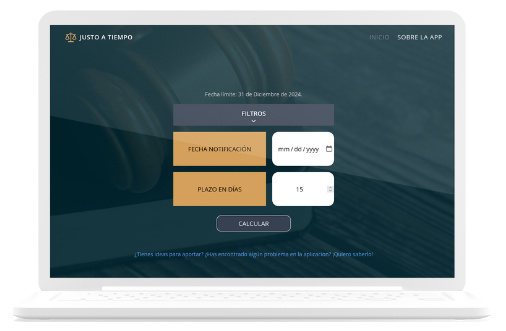 JUSTO A TIEMPO
INICIO SOBRE LA APP
Fecha límite: 31 de Diciembre de 2024.
FILTROS
FECHA NOTIFICACIÓN mm/dd/yyyy
PLAZO EN DÍAS 15
CALCULAR
¿Tienes ideas para aportar? ¿Has encontrado algún problema en la aplicación? ¡Quiero saberlo!